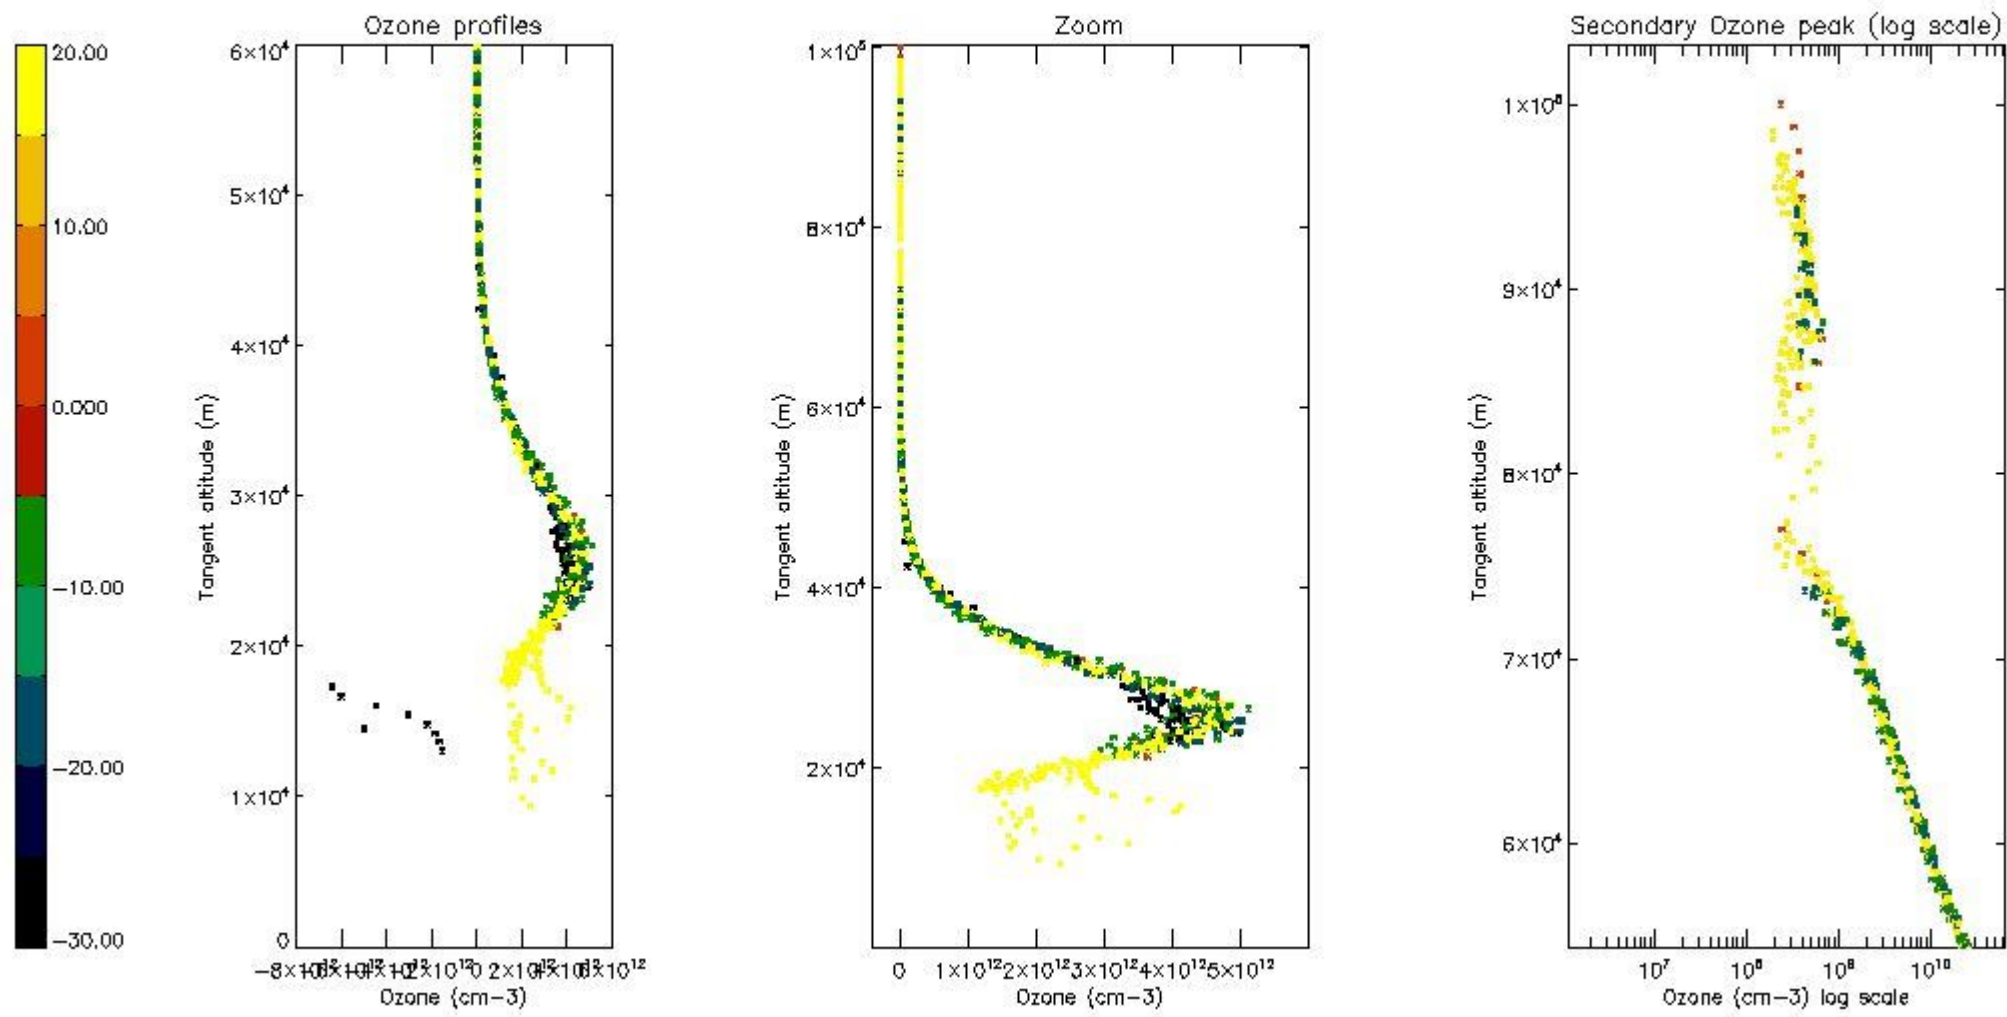 Ozone profiles
Zoom
Secondary Ozone peak (log scale)
20.00
10.00
0.000
−10.00
−20.00
−30.00
6×10⁴
5×10⁴
4×10⁴
3×10⁴
2×10⁴
1×10⁴
0
Tangent altitude (m)
0
Ozone (cm−3)
1×10⁵
8×10⁴
6×10⁴
4×10⁴
2×10⁴
Tangent altitude (m)
0 1×10¹² 2×10¹² 3×10¹² 4×10¹² 5×10¹²
Ozone (cm−3)
9×10⁴
8×10⁴
7×10⁴
6×10⁴
Tangent altitude (m)
10⁷ 10¹⁰
Ozone (cm−3) log scale